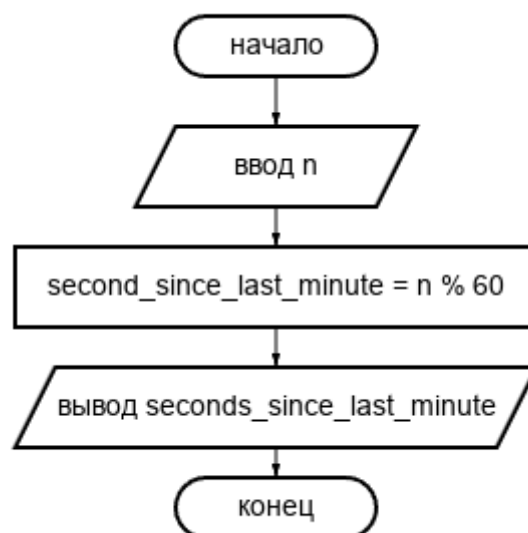 начало
ввод n
second_since_last_minute = n % 60
вывод seconds_since_last_minute
конец